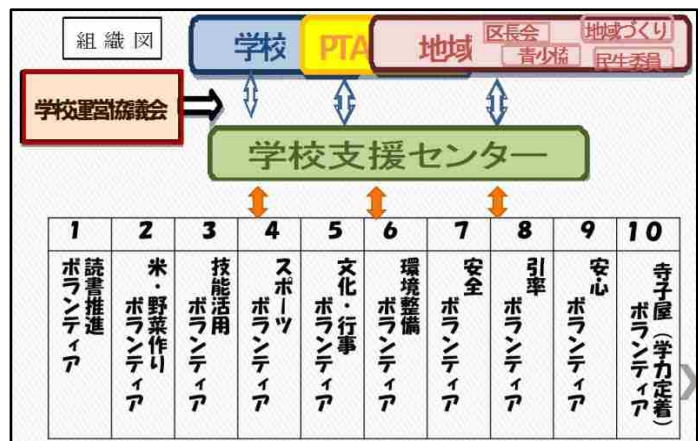 組織図
学校
PTA
地域
区長会
地域づくり
青小協
民生委員
学校運営協議会
学校支援センター
1
読書推進
ボランティア
2
米・野菜作り
ボランティア
3
技能活用
ボランティア
4
スポーツ
ボランティア
5
文化・行事
ボランティア
6
環境整備
ボランティア
7
安全
ボランティア
8
引率
ボランティア
9
安心
ボランティア
10
寺子屋(学力定着)
ボランティア